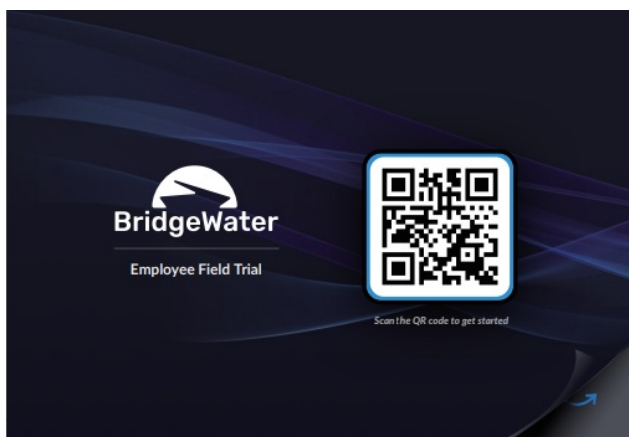 BridgeWater
Employee Field Trial
Scan the QR code to get started